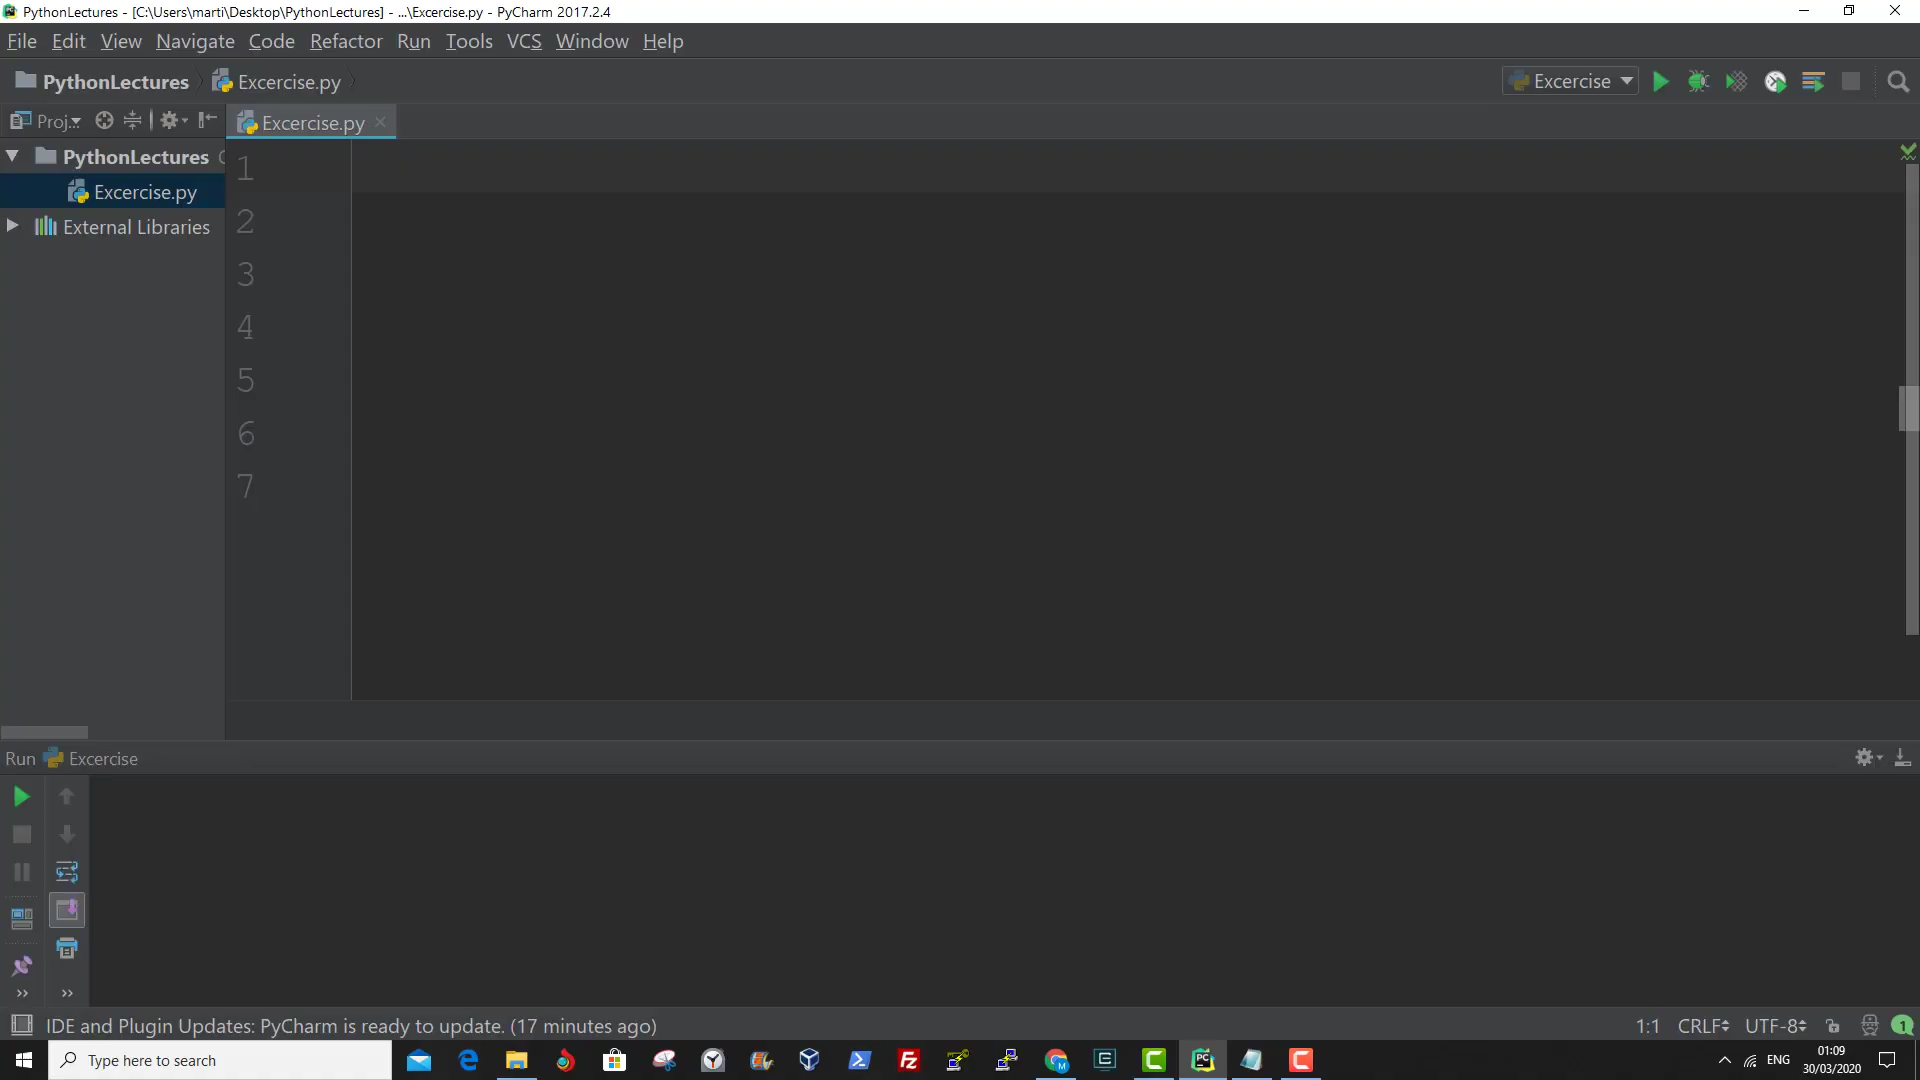 PythonLectures - [C:\Users\marti\Desktop\PythonLectures] - ...\Excercise.py - PyCharm 2017.2.4
File Edit View Navigate Code Refactor Run Tools VCS Window Help
PythonLectures Excercise.py Excercise
Proj... Excercise.py
PythonLectures
Excercise.py
External Libraries
1
2
3
4
5
6
7
Run Excercise
IDE and Plugin Updates: PyCharm is ready to update. (17 minutes ago) 1:1 CRLF UTF-8 1
Type here to search ENG 01:09
30/03/2020